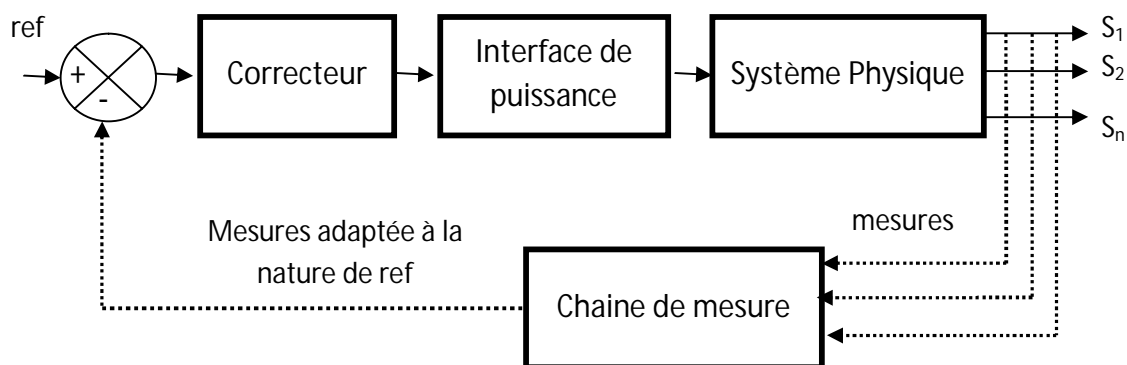 ref
+
-
Correcteur
Interface de
puissance
Système Physique
S1
S2
Sn
Mesures adaptée à la
nature de ref
mesures
Chaine de mesure